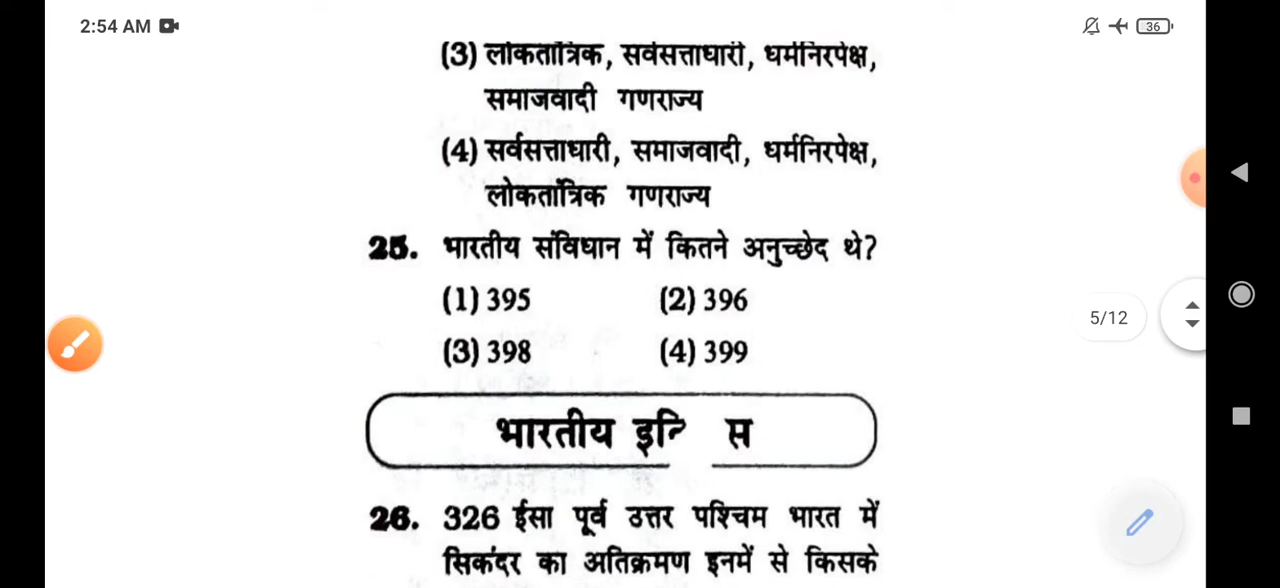 2:54 AM
36
(3) लोकतांत्रिक, सर्वसत्ताधारी, धर्मनिरपेक्ष,
समाजवादी गणराज्य
(4) सर्वसत्ताधारी, समाजवादी, धर्मनिरपेक्ष,
लोकतांत्रिक गणराज्य
25. भारतीय संविधान में कितने अनुच्छेद थे?
(1) 395 (2) 396
5/12
(3) 398 (4) 399
भारतीय
26. 326 ईसा पूर्व उत्तर पश्चिम भारत में
सिकंदर का अतिक्रमण इनमें से किसके